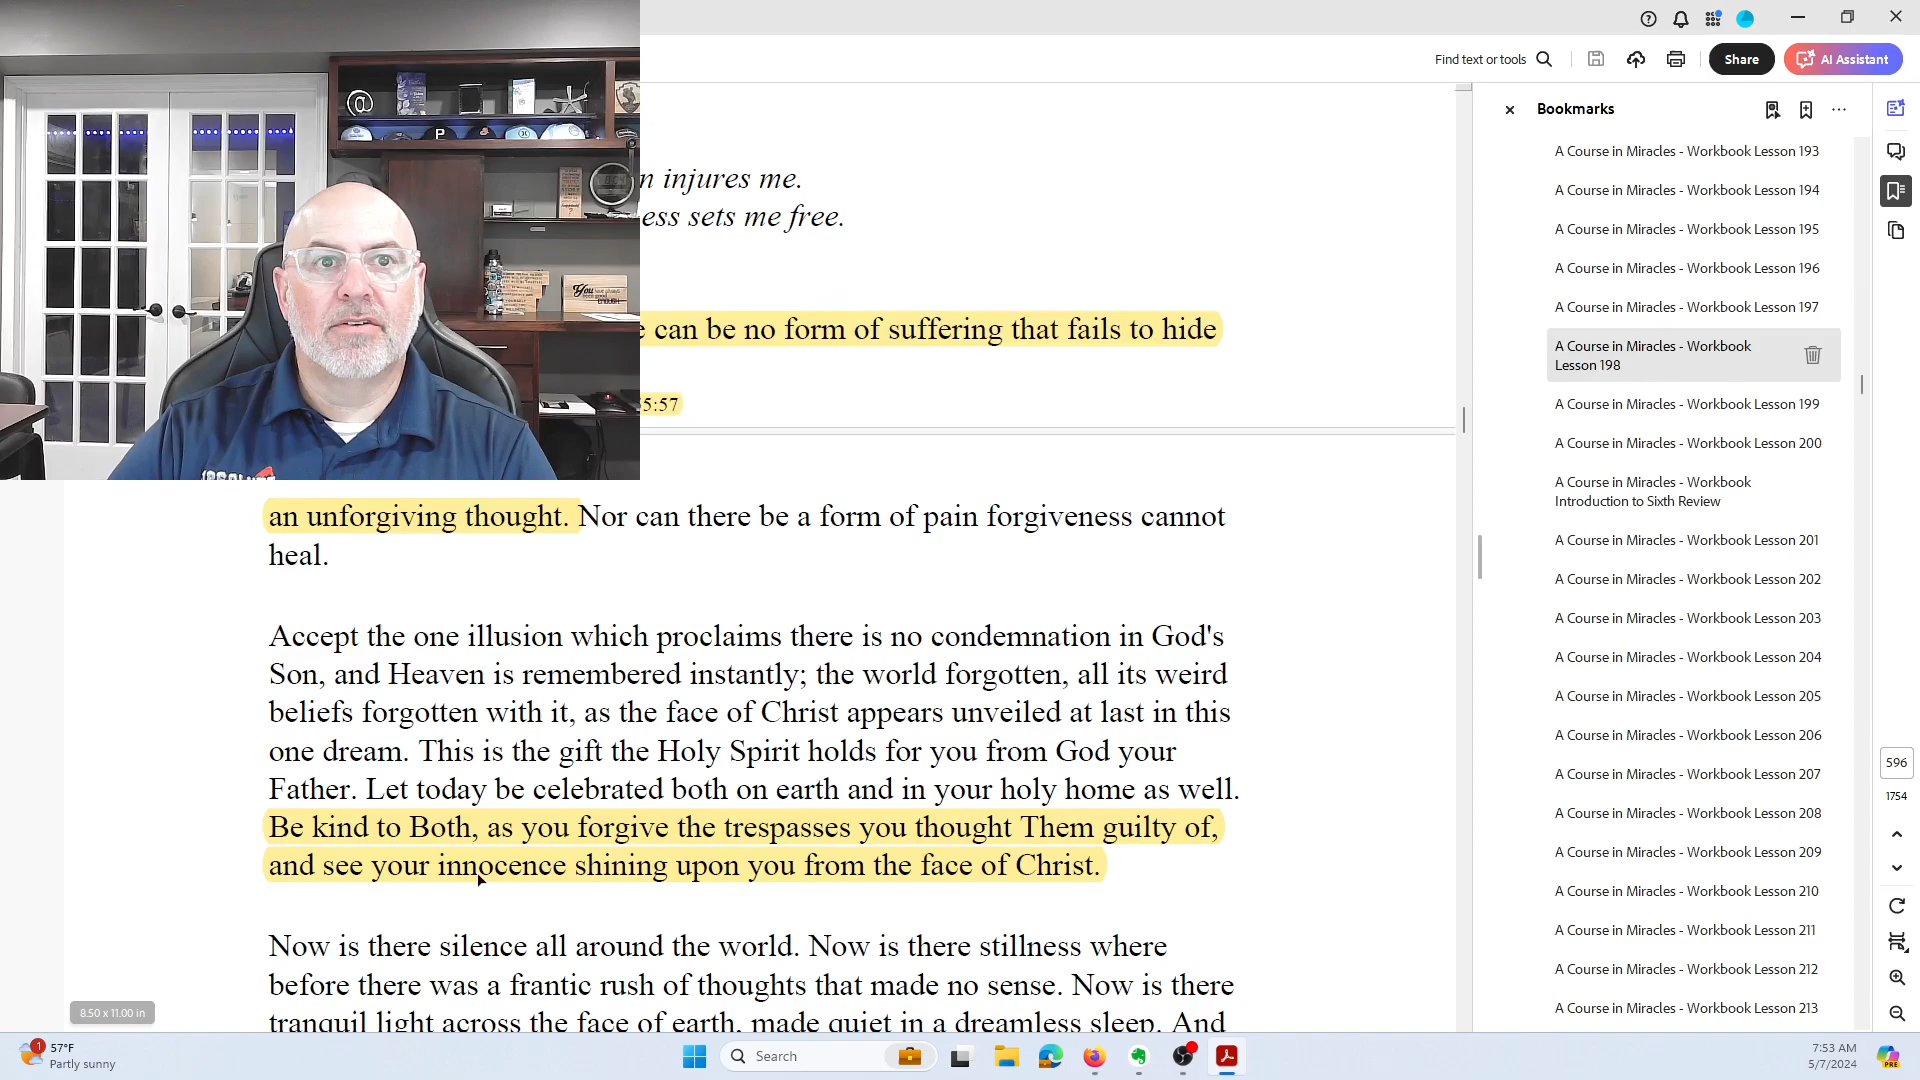 Find text or tools
Share
AI Assistant
@
P
n injures me.
ess sets me free.
e can be no form of suffering that fails to hide
5:57
an unforgiving thought. Nor can there be a form of pain forgiveness cannot
heal.
Accept the one illusion which proclaims there is no condemnation in God's
Son, and Heaven is remembered instantly; the world forgotten, all its weird
beliefs forgotten with it, as the face of Christ appears unveiled at last in this
one dream. This is the gift the Holy Spirit holds for you from God your
Father. Let today be celebrated both on earth and in your holy home as well.
Be kind to Both, as you forgive the trespasses you thought Them guilty of,
and see your innocence shining upon you from the face of Christ.
Now is there silence all around the world. Now is there stillness where
before there was a frantic rush of thoughts that made no sense. Now is there
tranquil light across the face of earth, made quiet in a dreamless sleep. And
8.50 x 11.00 in
Bookmarks
A Course in Miracles - Workbook Lesson 193
A Course in Miracles - Workbook Lesson 194
A Course in Miracles - Workbook Lesson 195
A Course in Miracles - Workbook Lesson 196
A Course in Miracles - Workbook Lesson 197
A Course in Miracles - Workbook
Lesson 198
A Course in Miracles - Workbook Lesson 199
A Course in Miracles - Workbook Lesson 200
A Course in Miracles - Workbook
Introduction to Sixth Review
A Course in Miracles - Workbook Lesson 201
A Course in Miracles - Workbook Lesson 202
A Course in Miracles - Workbook Lesson 203
A Course in Miracles - Workbook Lesson 204
A Course in Miracles - Workbook Lesson 205
A Course in Miracles - Workbook Lesson 206
A Course in Miracles - Workbook Lesson 207
A Course in Miracles - Workbook Lesson 208
A Course in Miracles - Workbook Lesson 209
A Course in Miracles - Workbook Lesson 210
A Course in Miracles - Workbook Lesson 211
A Course in Miracles - Workbook Lesson 212
A Course in Miracles - Workbook Lesson 213
596
1754
1
57°F
Partly sunny
Search
7:53 AM
5/7/2024
PRE